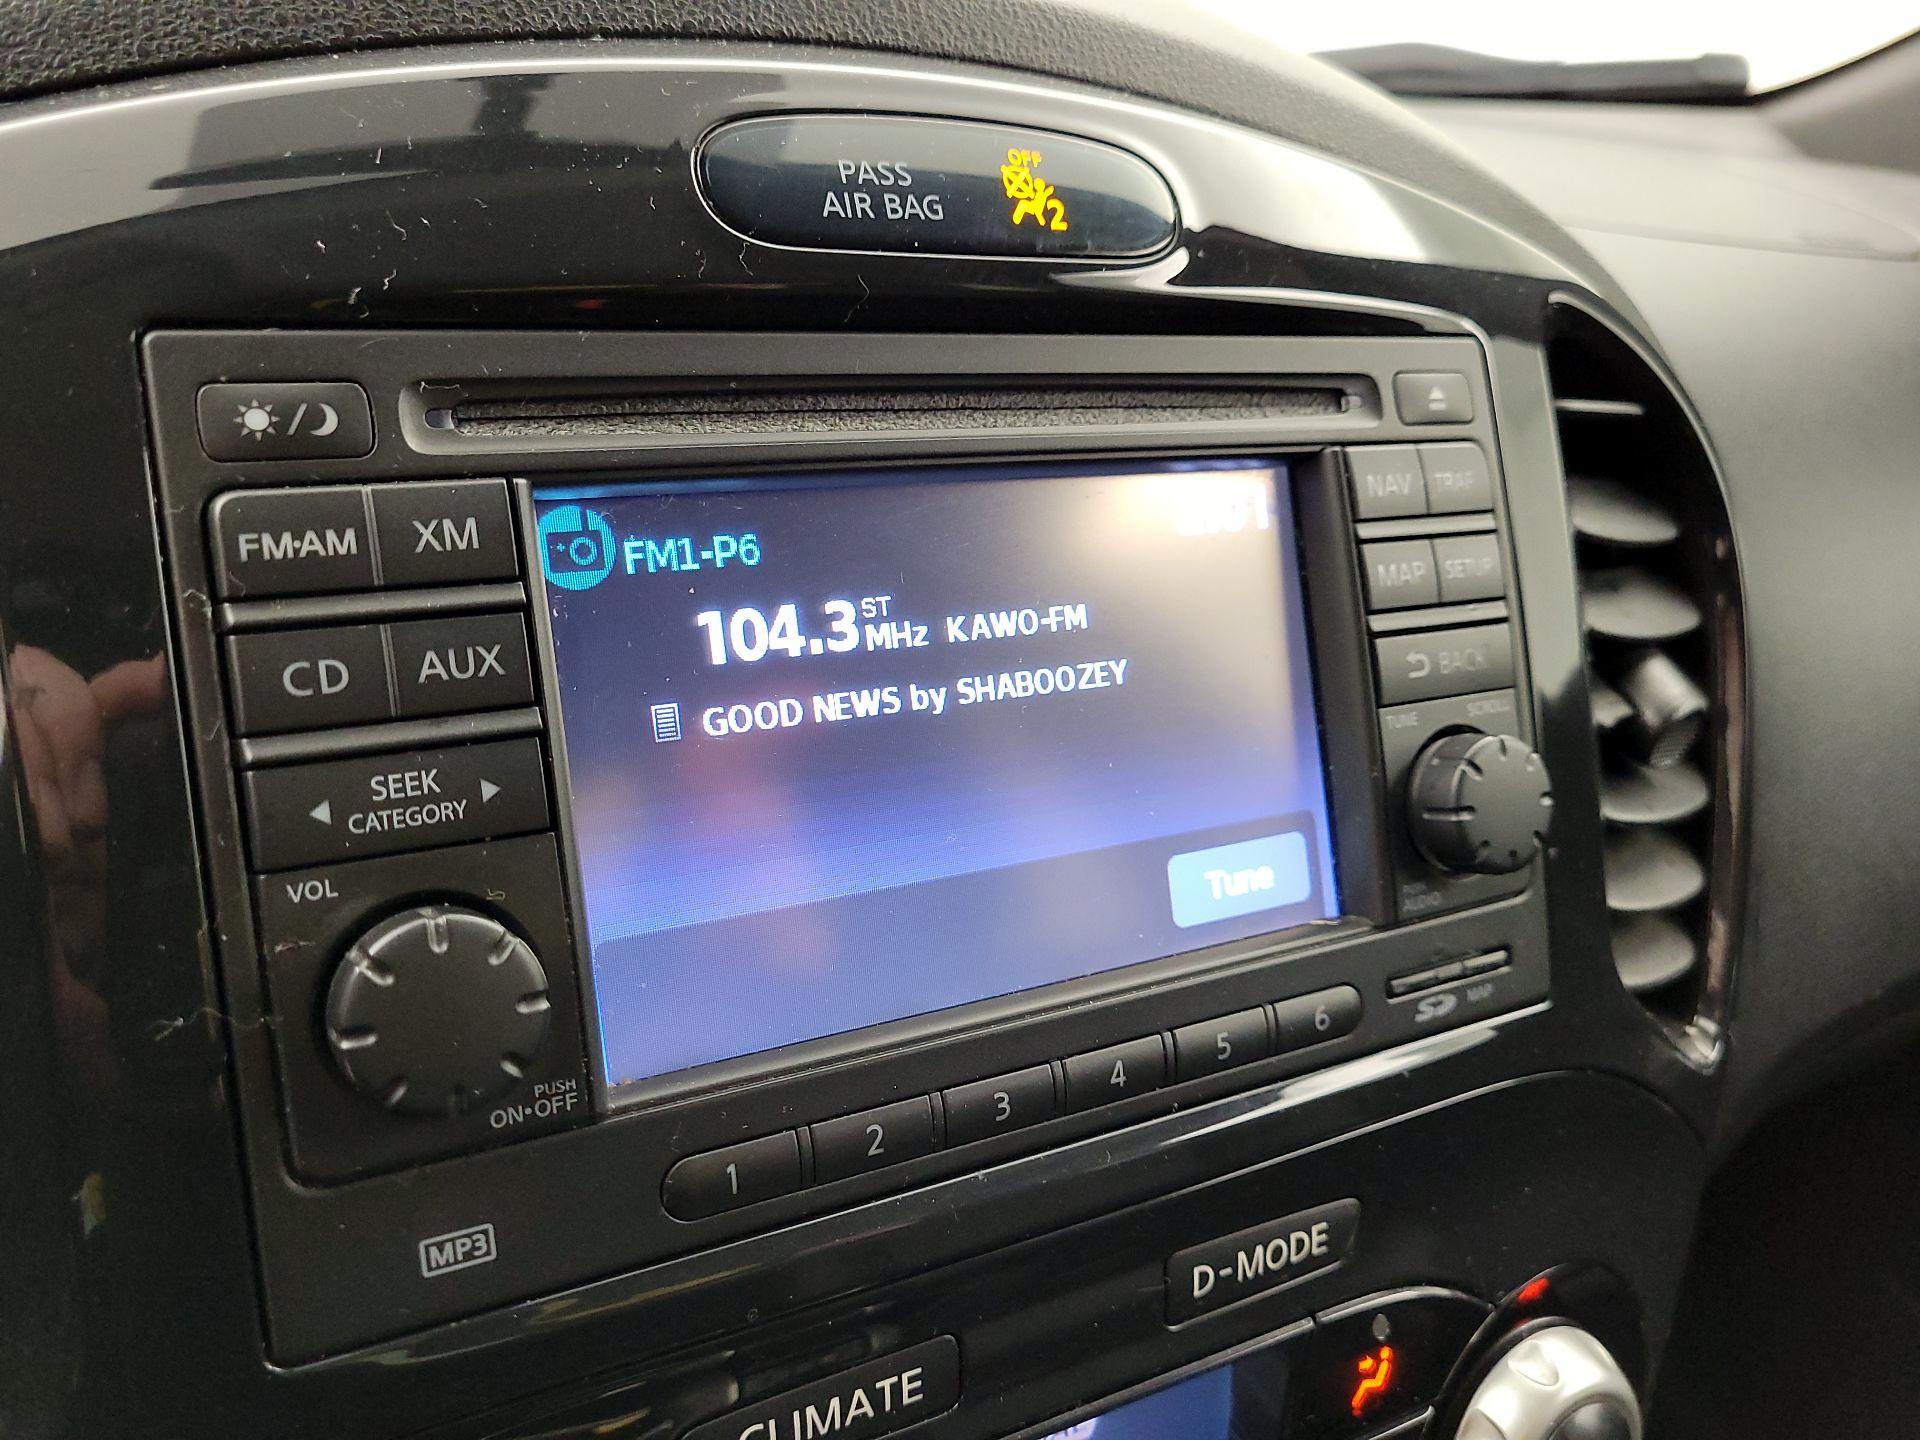 PASS
AIR BAG
OFF
2
FM·AM
XM
NAV
TRAF
FM1-P6
104.3 ST MHz KAWO-FM
GOOD NEWS by SHABOOZEY
MAP
SETUP
CD
AUX
BACK
SEEK
CATEGORY
TUNE
SCROLL
VOL
Tune
AUDIO
PUSH
ON·OFF
1
2
3
4
5
6
SD
MAP
MP3
D-MODE
CLIMATE